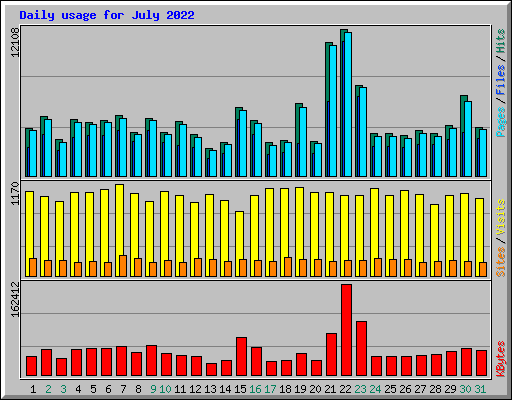 Daily usage for July 2022
12108
1170
162412
Pages / Files / Hits
Sites / Visits
KBytes
1 2 3 4 5 6 7 8 9 10 11 12 13 14 15 16 17 18 19 20 21 22 23 24 25 26 27 28 29 30 31